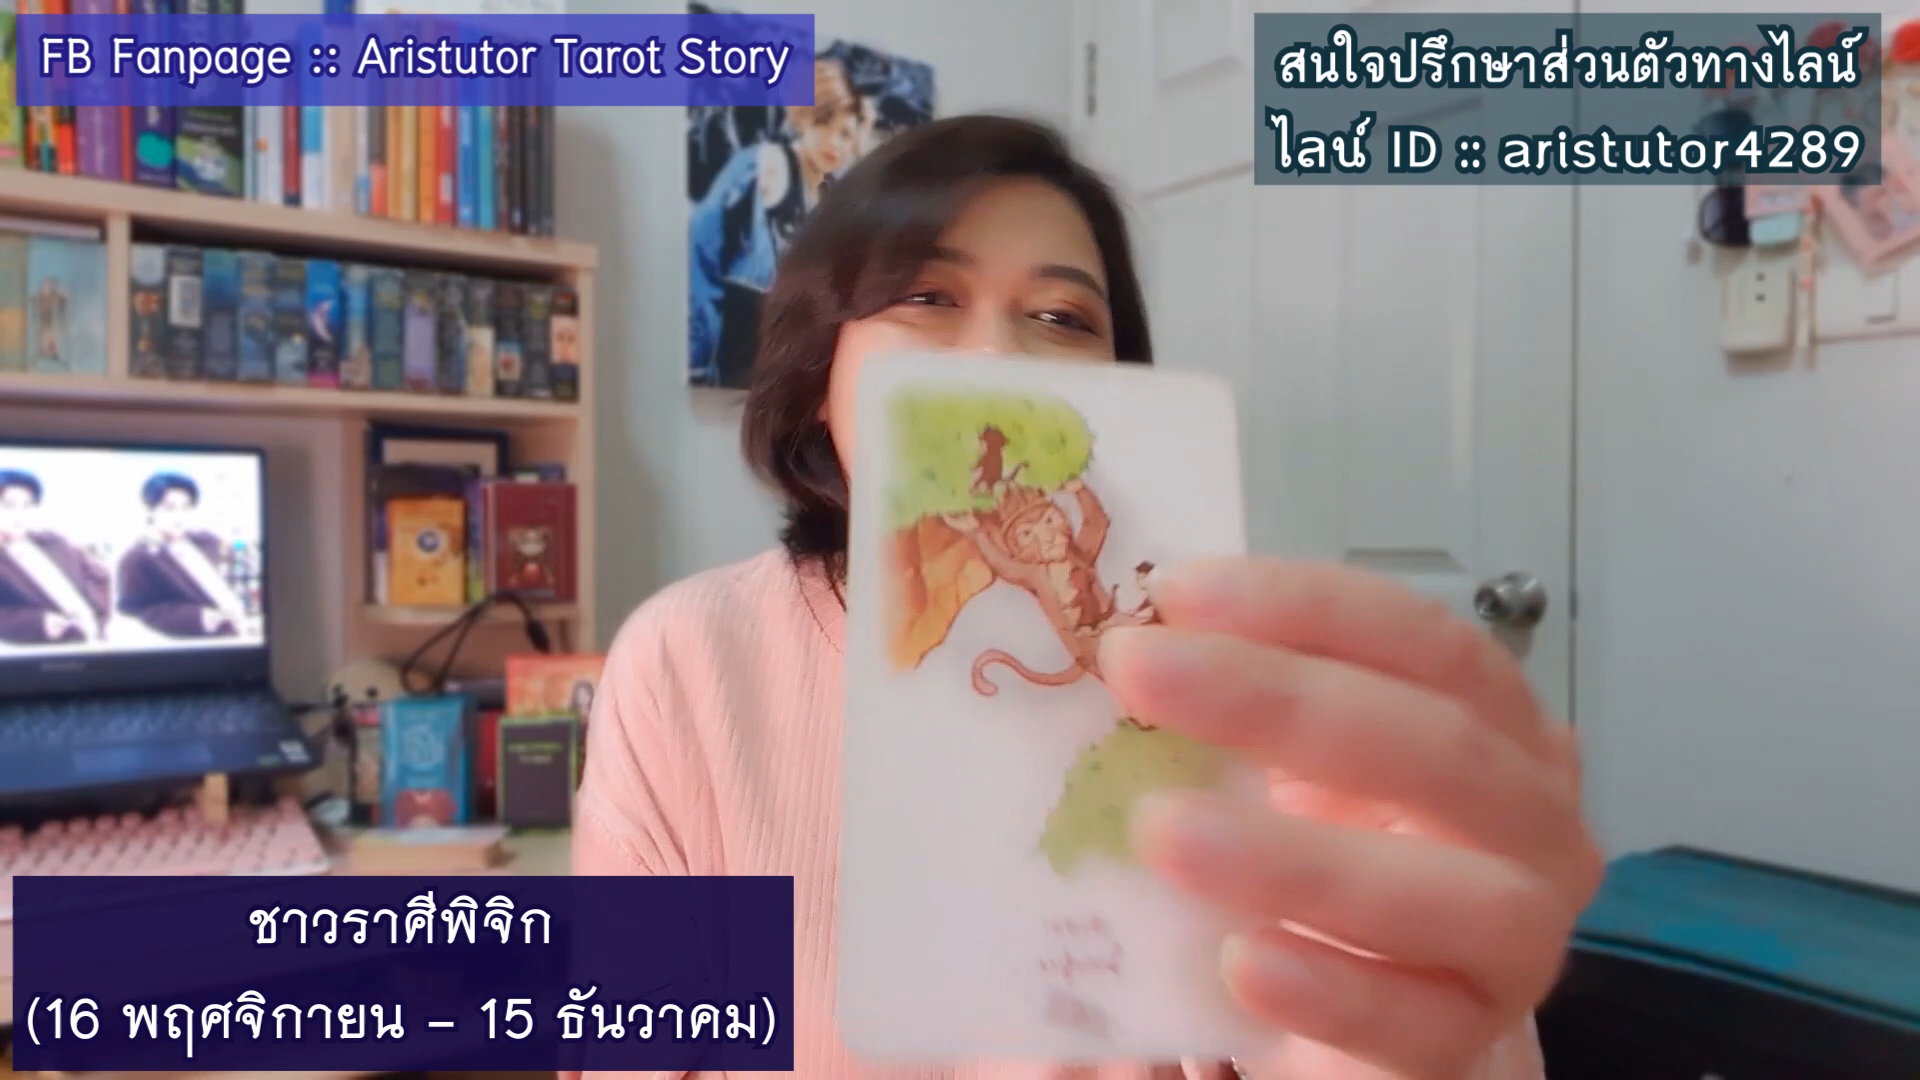 FB Fanpage :: Aristutor Tarot Story
สนใจปรึกษาส่วนตัวทางไลน์
ไลน์ ID :: aristutor4289
ชาวราศีพิจิก
(16 พฤศจิกายน - 15 ธันวาคม)